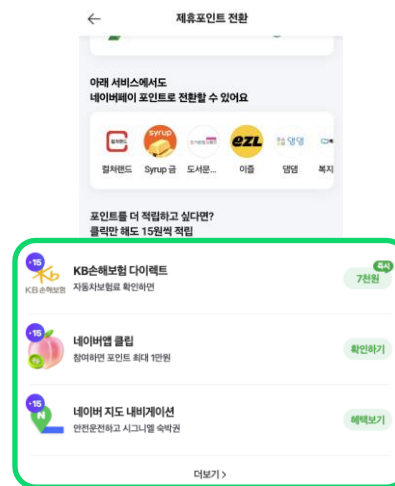 제휴포인트 전환
아래 서비스에서도
네이버페이 포인트로 전환할 수 있어요
syrup
ezl
댕댕
컬쳐랜드
Syrup 금
도서문...
이즐
댕댕
복지
포인트를 더 적립하고 싶다면?
클릭만 해도 15원씩 적립
+15
KB손해보험
KB손해보험 다이렉트
자동차보험료 확인하면
즉시
7천원
+15
네이버앱 클립
참여하면 포인트 최대 1만원
확인하기
+15
N
네이버 지도 내비게이션
안전운전하고 시그니엘 숙박권
혜택보기
더보기 >